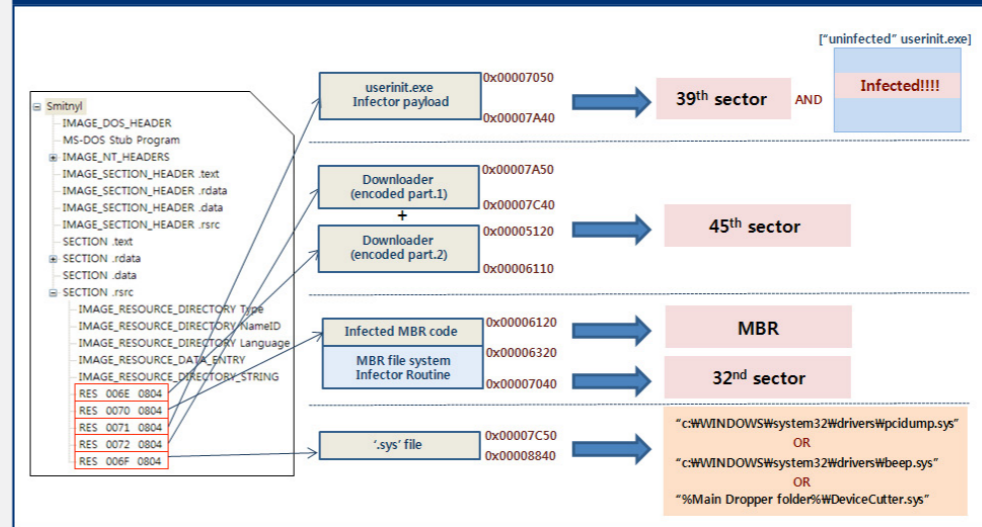 ["uninfected" userinit.exe]
Smitnyl
IMAGE_DOS_HEADER
MS-DOS Stub Program
IMAGE_NT_HEADERS
IMAGE_SECTION_HEADER .text
IMAGE_SECTION_HEADER .rdata
IMAGE_SECTION_HEADER .data
IMAGE_SECTION_HEADER .rsrc
SECTION .text
SECTION .rdata
SECTION .data
SECTION .rsrc
IMAGE_RESOURCE_DIRECTORY Type
IMAGE_RESOURCE_DIRECTORY NameID
IMAGE_RESOURCE_DIRECTORY Language
IMAGE_RESOURCE_DATA_ENTRY
IMAGE_RESOURCE_DIRECTORY_STRING
RES 006E 0804
RES 0070 0804
RES 0071 0804
RES 0072 0804
RES 006F 0804
userinit.exe
Infector payload
0x00007050
0x00007A40
39th sector
AND
Infected!!!!
Downloader
(encoded part.1)
+
Downloader
(encoded part.2)
0x00007A50
0x00007C40
0x00005120
0x00006110
45th sector
Infected MBR code
MBR file system
Infector Routine
0x00006120
0x00006320
0x00007040
MBR
32nd sector
'.sys' file
0x00007C50
0x00008840
"c:₩WINDOWS₩system32₩drivers₩pcidump.sys"
OR
"c:₩WINDOWS₩system32₩drivers₩beep.sys"
OR
"%Main Dropper folder%₩DeviceCutter.sys"